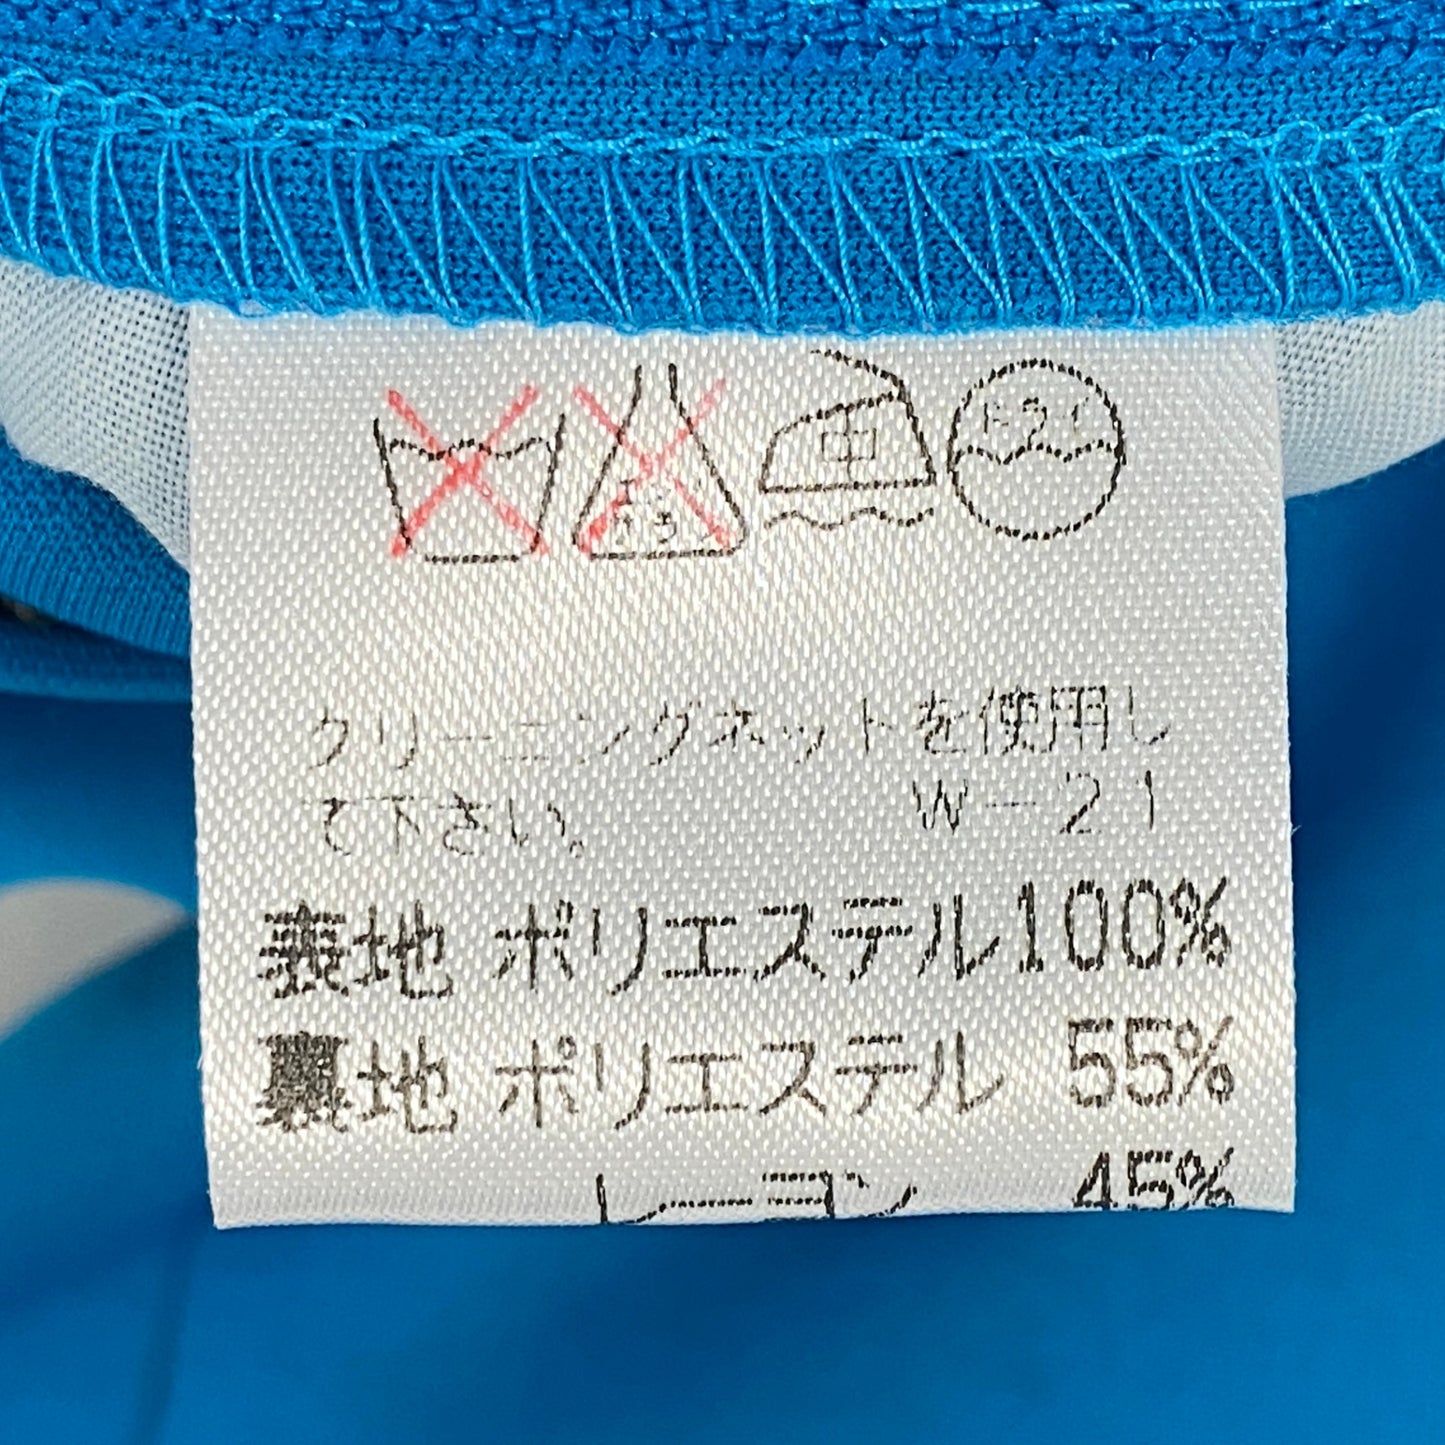 中
クリーニングネットを使用し
て下さい。 W－21
表地 ポリエステル100%
裏地 ポリエステル 55%
レーヨン 45%